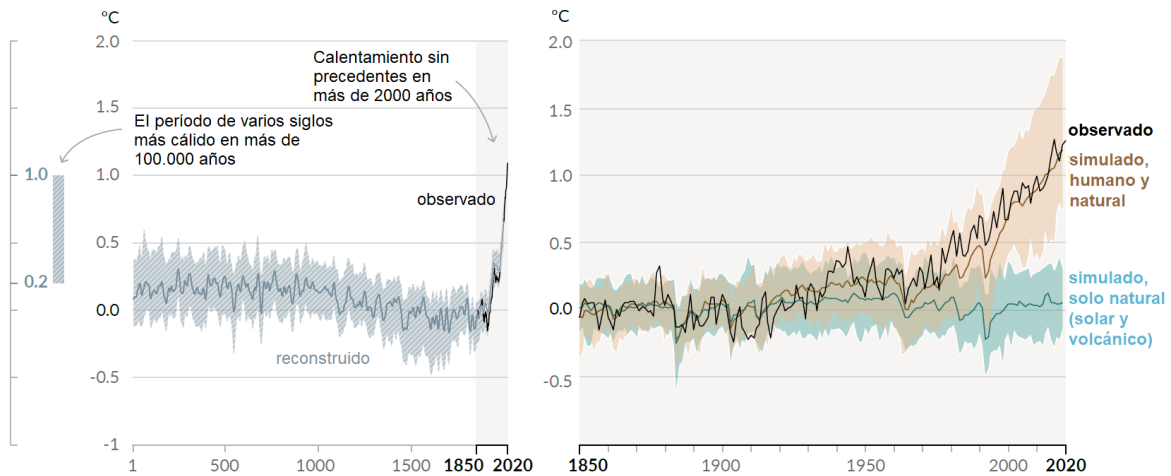 °C
2.0
1.5
1.0
0.5
0.0
-0.5
-1
1.0
0.2
Calentamiento sin
precedentes en
más de 2000 años
El período de varios siglos
más cálido en más de
100.000 años
observado
reconstruido
1
500
1000
1500
1850
2020
°C
2.0
1.5
1.0
0.5
0.0
-0.5
observado
simulado,
humano y
natural
simulado,
solo natural
(solar y
volcánico)
1850
1900
1950
2000
2020